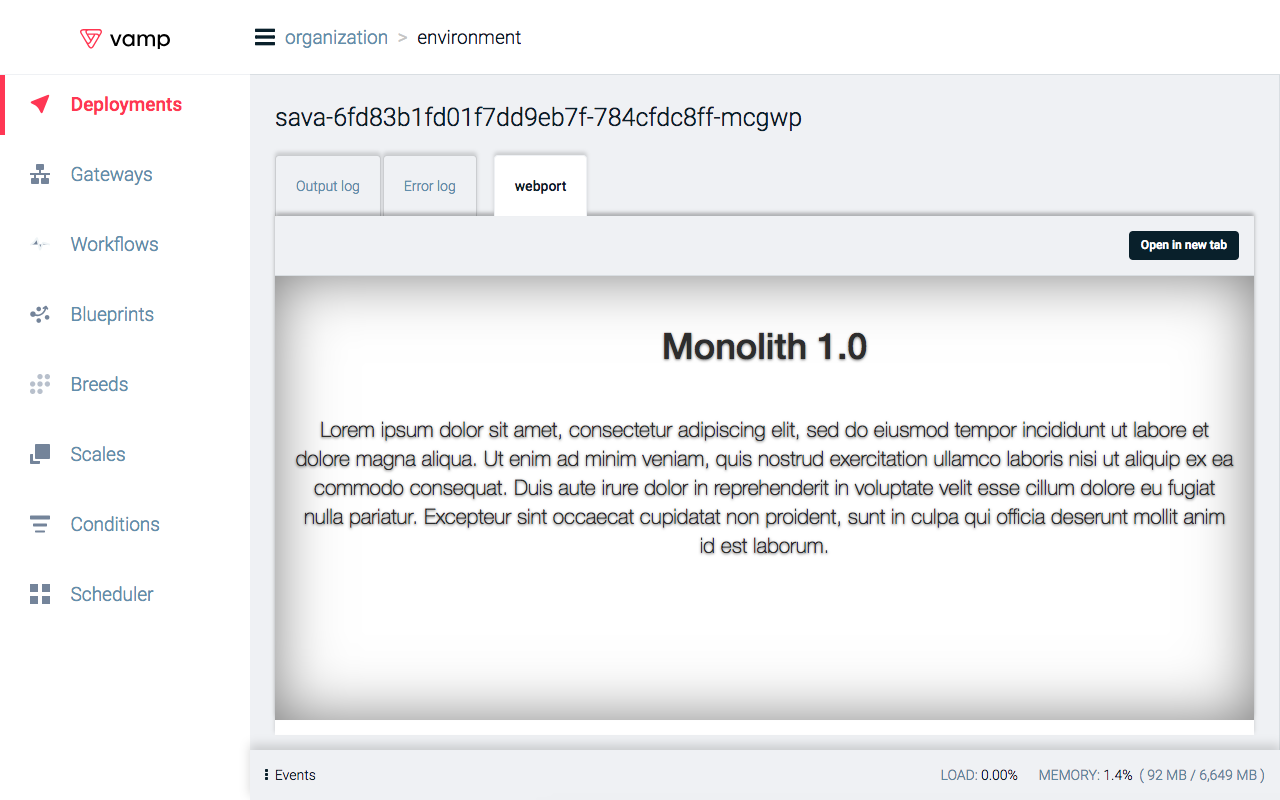 vamp
organization > environment
Deployments
Gateways
Workflows
Blueprints
Breeds
Scales
Conditions
Scheduler
sava-6fd83b1fd01f7dd9eb7f-784cfdc8ff-mcgwp
Output log Error log webport
Open in new tab
Monolith 1.0
Lorem ipsum dolor sit amet, consectetur adipiscing elit, sed do eiusmod tempor incididunt ut labore et
dolore magna aliqua. Ut enim ad minim veniam, quis nostrud exercitation ullamco laboris nisi ut aliquip ex ea
commodo consequat. Duis aute irure dolor in reprehenderit in voluptate velit esse cillum dolore eu fugiat
nulla pariatur. Excepteur sint occaecat cupidatat non proident, sunt in culpa qui officia deserunt mollit anim
id est laborum.
Events LOAD: 0.00% MEMORY: 1.4% ( 92 MB / 6,649 MB )